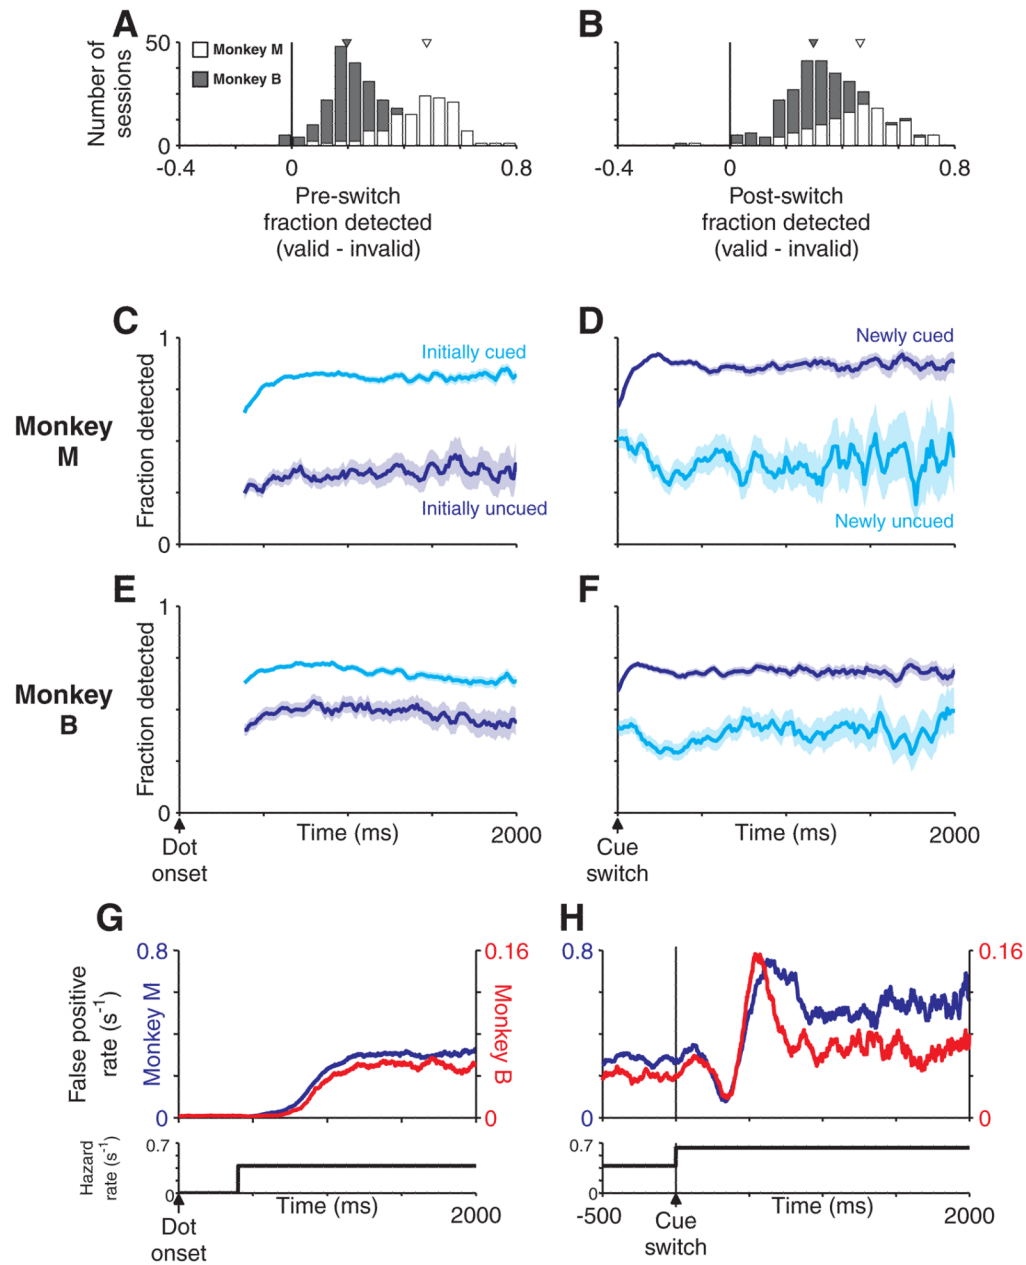 A
B
50
Number of
sessions
0
Monkey M
Monkey B
-0.4
0
0.8
Pre-switch
fraction detected
(valid - invalid)
-0.4
0
0.8
Post-switch
fraction detected
(valid - invalid)
C
D
Monkey
M
1
Fraction detected
0
Initially cued
Initially uncued
Newly cued
Newly uncued
E
F
Monkey
B
1
Fraction detected
0
Time (ms)
2000
Dot
onset
Time (ms)
2000
Cue
switch
G
H
False positive
rate (s⁻¹)
Monkey M
0.8
0
0.16
0
Monkey B
0.8
0
0.16
0
Hazard
rate (s⁻¹)
0.7
0
Time (ms)
2000
Dot
onset
0.7
0
-500
Time (ms)
2000
Cue
switch